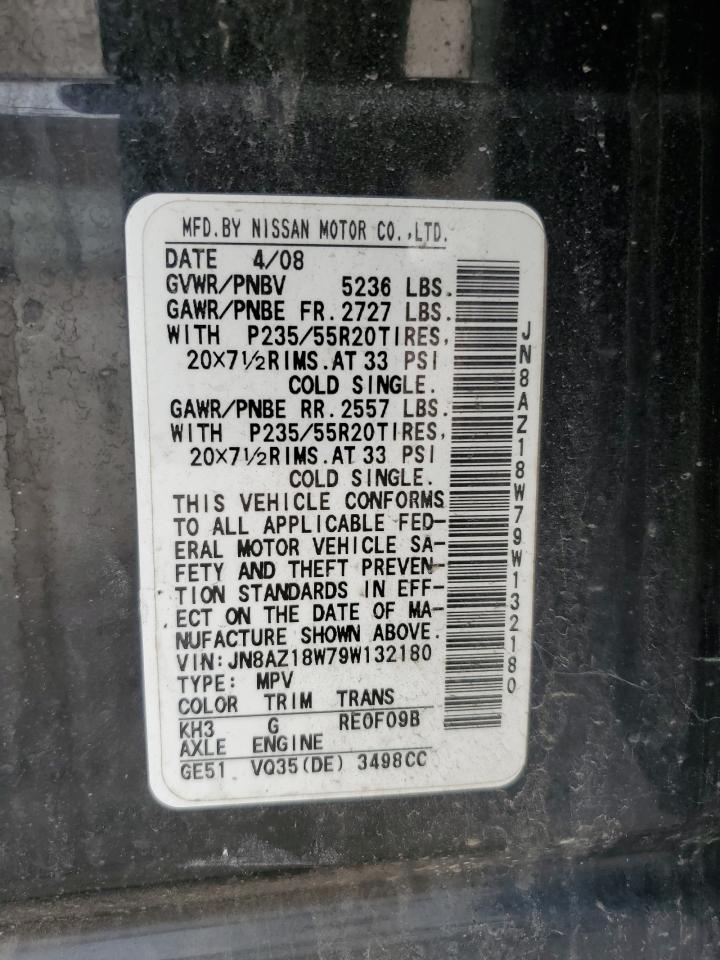 MFD.BY NISSAN MOTOR CO.,LTD.
DATE 4/08
GVWR/PNBV 5236 LBS.
GAWR/PNBE FR.2727 LBS.
WITH P235/55R20TIRES,
20×7½RIMS.AT 33 PSI
COLD SINGLE.
GAWR/PNBE RR.2557 LBS.
WITH P235/55R20TIRES,
20×7½RIMS.AT 33 PSI
COLD SINGLE.
THIS VEHICLE CONFORMS
TO ALL APPLICABLE FED-
ERAL MOTOR VEHICLE SA-
FETY AND THEFT PREVEN-
TION STANDARDS IN EFF-
ECT ON THE DATE OF MA-
NUFACTURE SHOWN ABOVE.
VIN:JN8AZ18W79W132180
TYPE: MPV
COLOR TRIM TRANS
KH3 G RE0F09B
AXLE ENGINE
GE51 VQ35(DE) 3498CC
JN8AZ18W79W132180